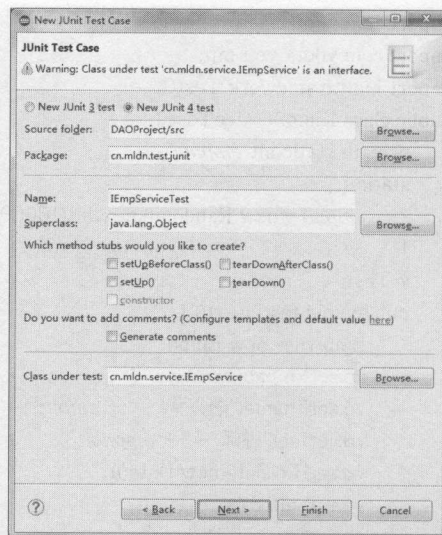 New JUnit Test Case
JUnit Test Case
Warning: Class under test 'cn.mldn.service.IEmpService' is an interface.
New JUnit 3 test New JUnit 4 test
Source folder: DAOProject/src Browse...
Package: cn.mldn.test.junit Browse...
Name: IEmpServiceTest
Superclass: java.lang.Object Browse...
Which method stubs would you like to create?
setUpBeforeClass() tearDownAfterClass()
setUp() tearDown()
constructor
Do you want to add comments? (Configure templates and default value here)
Generate comments
Class under test: cn.mldn.service.IEmpService Browse...
? < Back Next > Finish Cancel